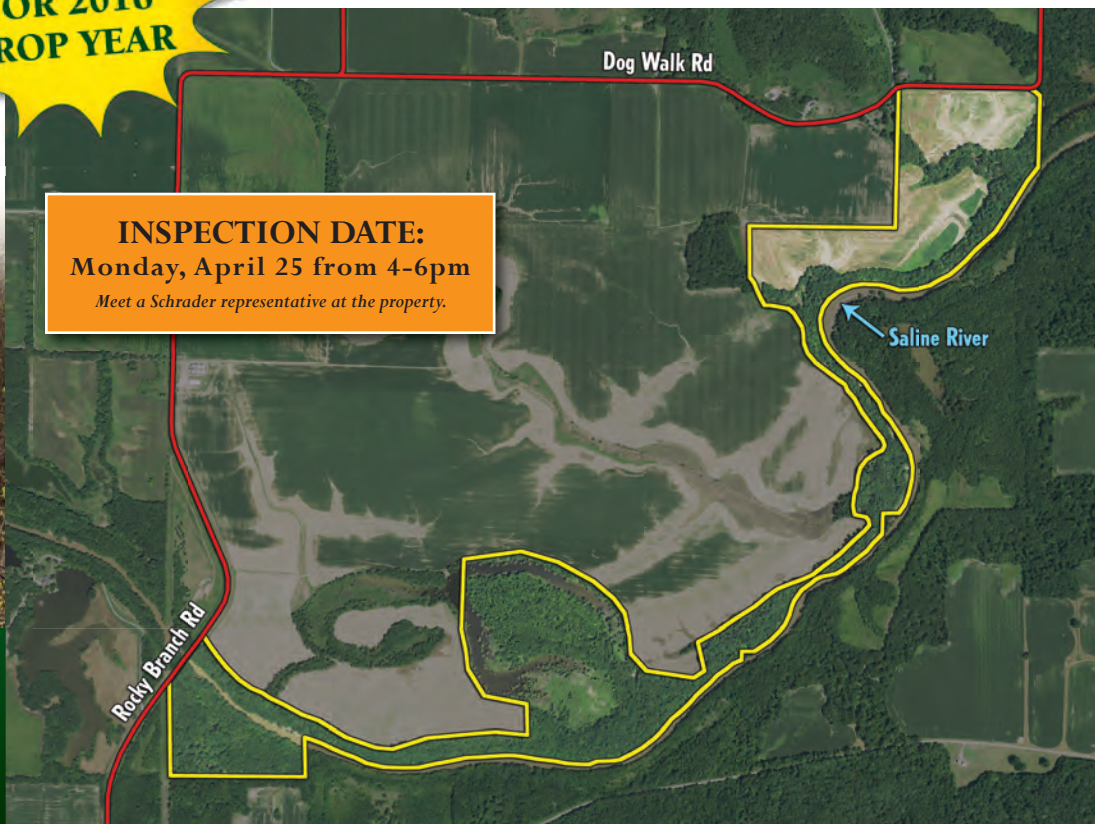 OR 2016
ROP YEAR
Dog Walk Rd
INSPECTION DATE:
Monday, April 25 from 4-6pm
Meet a Schrader representative at the property.
Saline River
Rocky Branch Rd